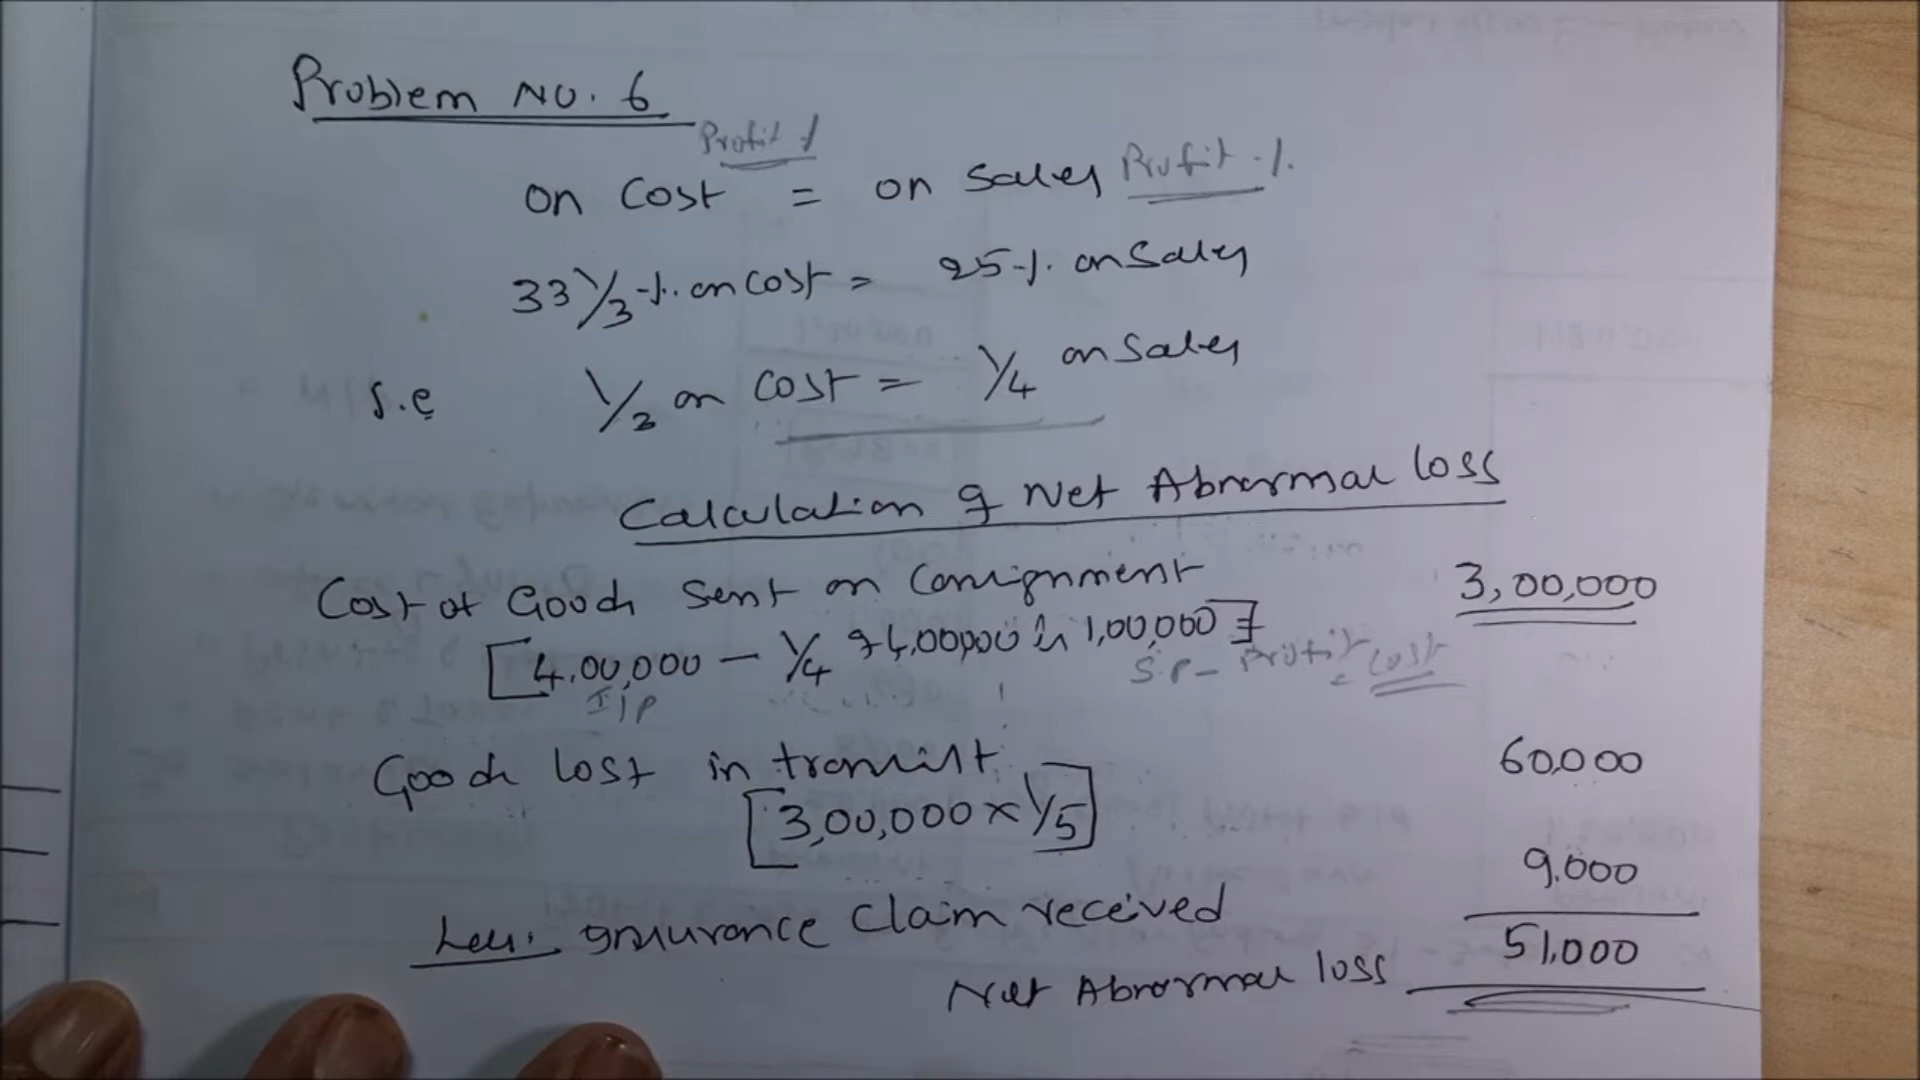 Problem No. 6
Profit %
on cost = on sales Profit %
33 1/3 % on cost = 25% on sales
i.e 1/3 on cost = 1/4 on sales
Calculation of Net Abnormal loss
Cost of Goods Sent on Consignment 3,00,000
[4,00,000 - 1/4 of 4,00,000 is 1,00,000]
I/P S.P - Profit = Cost
Goods lost in transit 60,000
[3,00,000 x 1/5]
Less: Insurance claim received 9,000
Net Abnormal loss 51,000